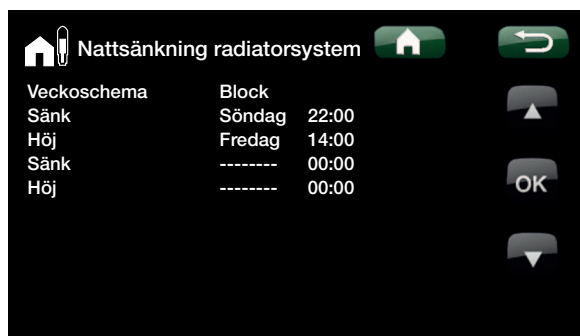 Nattsänkning radiatorsystem
Veckoschema Block
Sänk Söndag 22:00
Höj Fredag 14:00
Sänk -------- 00:00
Höj -------- 00:00
OK